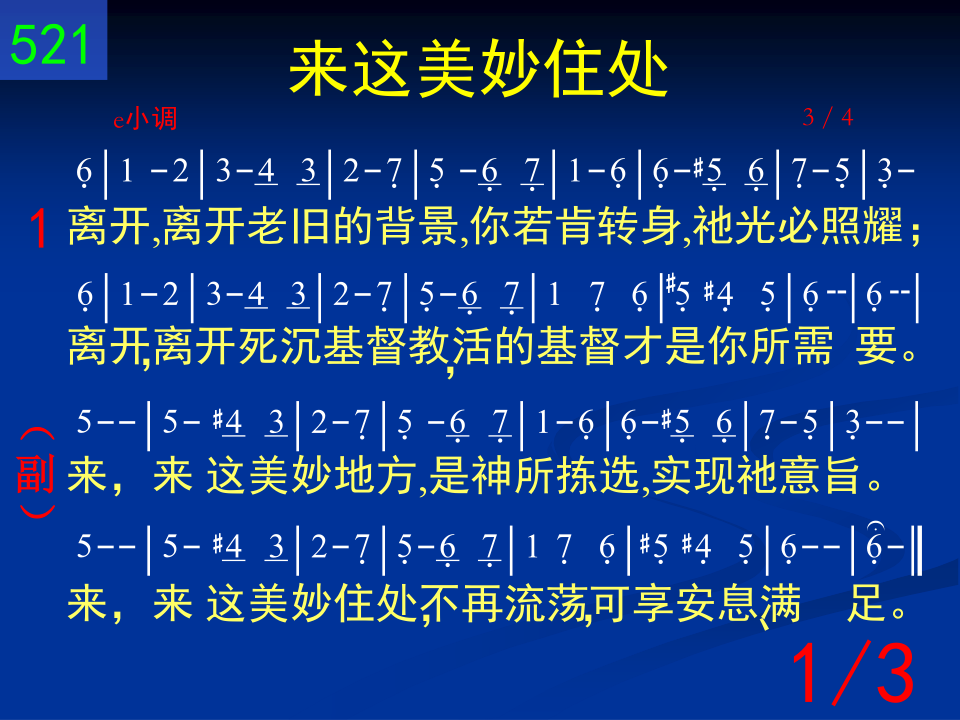 521
来这美妙住处
e小调 3/4
6̣|1-2|3-4 3|2-7̣|5̣-6̣ 7̣|1-6̣|6̣-#5̣ 6̣|7̣-5̣|3̣-
1 离开,离开老旧的背景,你若肯转身,祂光必照耀；
6̣|1-2|3-4 3|2-7̣|5̣-6̣ 7̣|1 7̣ 6̣|#5̣ #4̣ 5̣|6̣--|6̣--|
离开,离开死沉基督教,活的基督才是你所需 要。
5--|5- #4 3|2-7̣|5̣-6̣ 7̣|1-6̣|6̣-#5̣ 6̣|7̣-5̣|3̣--|
（副） 来，来 这美妙地方,是神所拣选,实现祂意旨。
5--|5- #4 3|2-7̣|5̣-6̣ 7̣|1 7̣ 6̣|#5̣ #4̣ 5̣|6̣--|6̣-‖
来，来 这美妙住处,不再流荡,可享安息、满 足。
1/3